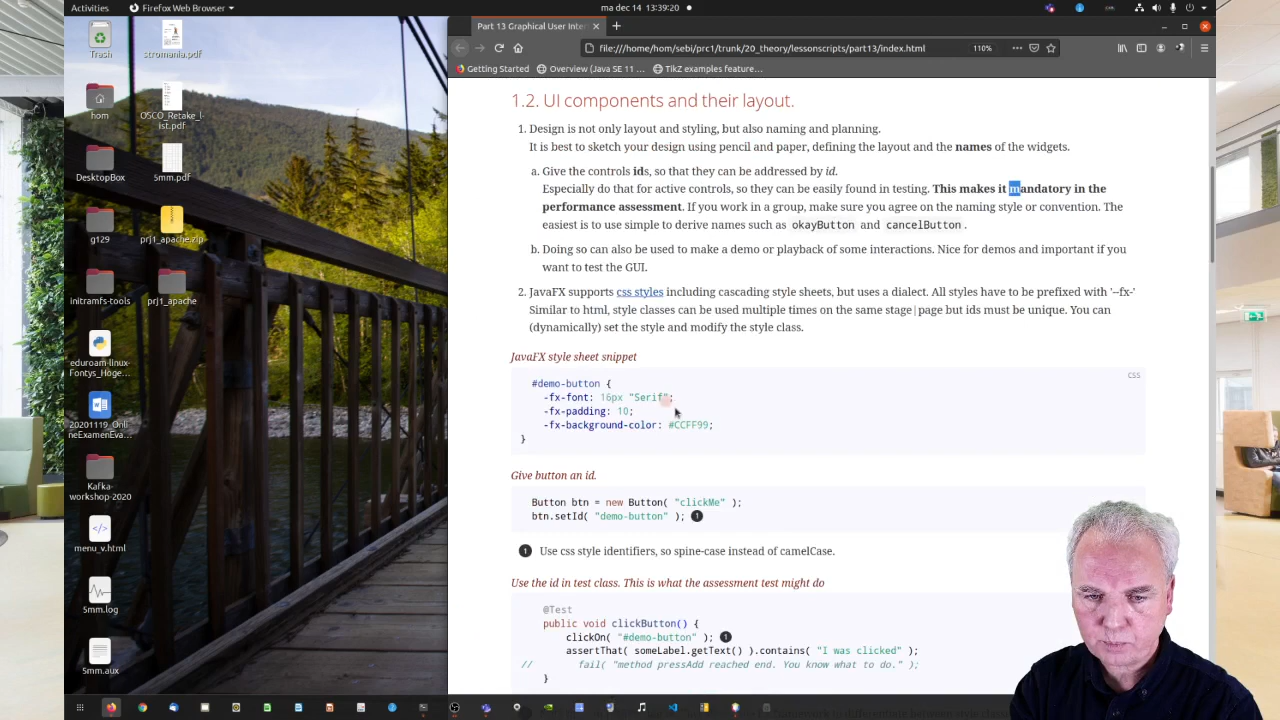 Activities
Firefox Web Browser
ma dec 14 13:39:20
Trash
stromania.pdf
hom
OSCO_Retake_l-
ist.pdf
DesktopBox
5mm.pdf
g129
prj1_apache.zip
initramfs-tools
prj1_apache
eduroam-linux-
Fontys_Hoge...
20201119_Onli
neExamenEva...
Kafka-
workshop-2020
menu_v.html
5mm.log
5mm.aux
Part 13 Graphical User Inter
file:///home/hom/sebi/prc1/trunk/20_theory/lessonscripts/part13/index.html
110%
Getting Started
Overview (Java SE 11 ...
TikZ examples feature...
1.2. UI components and their layout.
1. Design is not only layout and styling, but also naming and planning.
It is best to sketch your design using pencil and paper, defining the layout and the names of the widgets.
a. Give the controls ids, so that they can be addressed by id.
Especially do that for active controls, so they can be easily found in testing. This makes it mandatory in the
performance assessment. If you work in a group, make sure you agree on the naming style or convention. The
easiest is to use simple to derive names such as okayButton and cancelButton.
b. Doing so can also be used to make a demo or playback of some interactions. Nice for demos and important if you
want to test the GUI.
2. JavaFX supports css styles including cascading style sheets, but uses a dialect. All styles have to be prefixed with '--fx-'
Similar to html, style classes can be used multiple times on the same stage|page but ids must be unique. You can
(dynamically) set the style and modify the style class.
JavaFX style sheet snippet
CSS
#demo-button {
-fx-font: 16px "Serif";
-fx-padding: 10;
-fx-background-color: #CCFF99;
}
Give button an id.
Button btn = new Button( "clickMe" );
btn.setId( "demo-button" ); 1
1 Use css style identifiers, so spine-case instead of camelCase.
Use the id in test class. This is what the assessment test might do
@Test
public void clickButton() {
clickOn( "#demo-button" ); 1
assertThat( someLabel.getText() ).contains( "I was clicked" );
// fail( "method pressAdd reached end. You know what to do." );
}